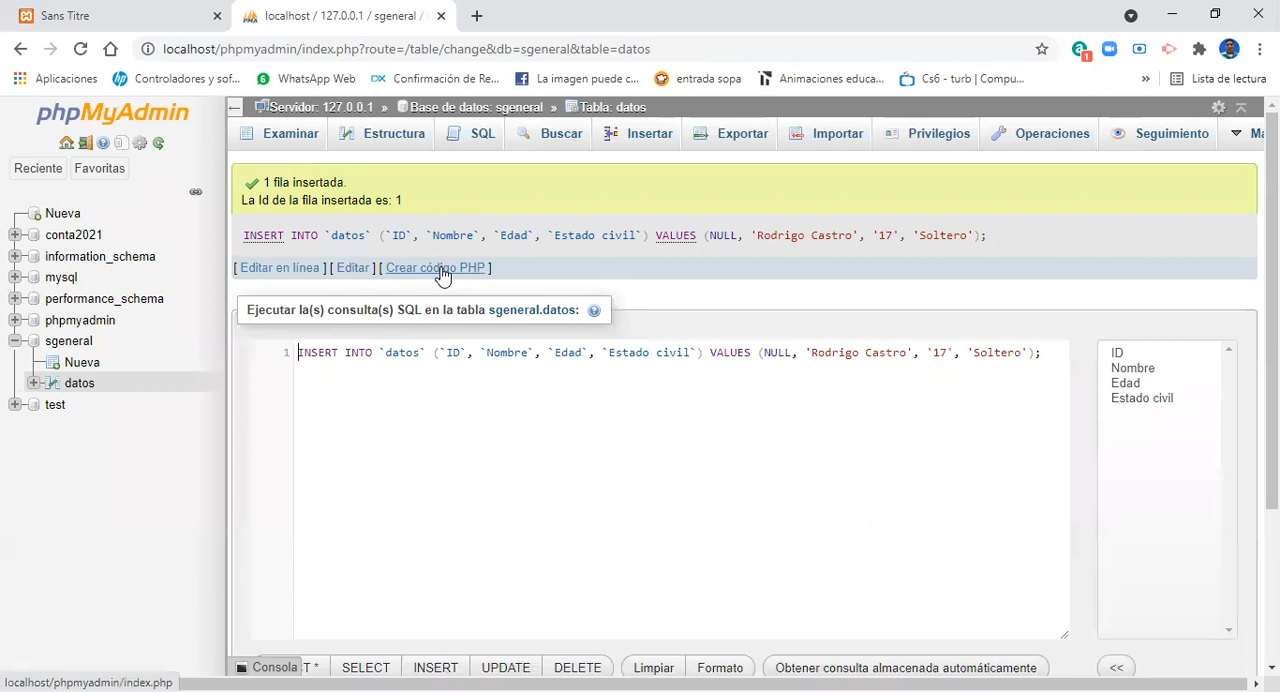 Sans Titre
localhost / 127.0.0.1 / sgeneral /
localhost/phpmyadmin/index.php?route=/table/change&db=sgeneral&table=datos
Aplicaciones
Controladores y sof...
WhatsApp Web
Confirmación de Re...
La imagen puede c...
entrada sopa
Animaciones educa...
Cs6 - turb | Compu...
»
Lista de lectura
phpMyAdmin
Reciente
Favoritas
Nueva
conta2021
information_schema
mysql
performance_schema
phpmyadmin
sgeneral
Nueva
datos
test
Servidor: 127.0.0.1 » Base de datos: sgeneral » Tabla: datos
Examinar
Estructura
SQL
Buscar
Insertar
Exportar
Importar
Privilegios
Operaciones
Seguimiento
1 fila insertada.
La Id de la fila insertada es: 1
INSERT INTO `datos` (`ID`, `Nombre`, `Edad`, `Estado civil`) VALUES (NULL, 'Rodrigo Castro', '17', 'Soltero');
[ Editar en línea ] [ Editar ] [ Crear código PHP ]
Ejecutar la(s) consulta(s) SQL en la tabla sgeneral.datos:
1 INSERT INTO `datos` (`ID`, `Nombre`, `Edad`, `Estado civil`) VALUES (NULL, 'Rodrigo Castro', '17', 'Soltero');
ID
Nombre
Edad
Estado civil
Consola
SELECT
INSERT
UPDATE
DELETE
Limpiar
Formato
Obtener consulta almacenada automáticamente
<<
localhost/phpmyadmin/index.php